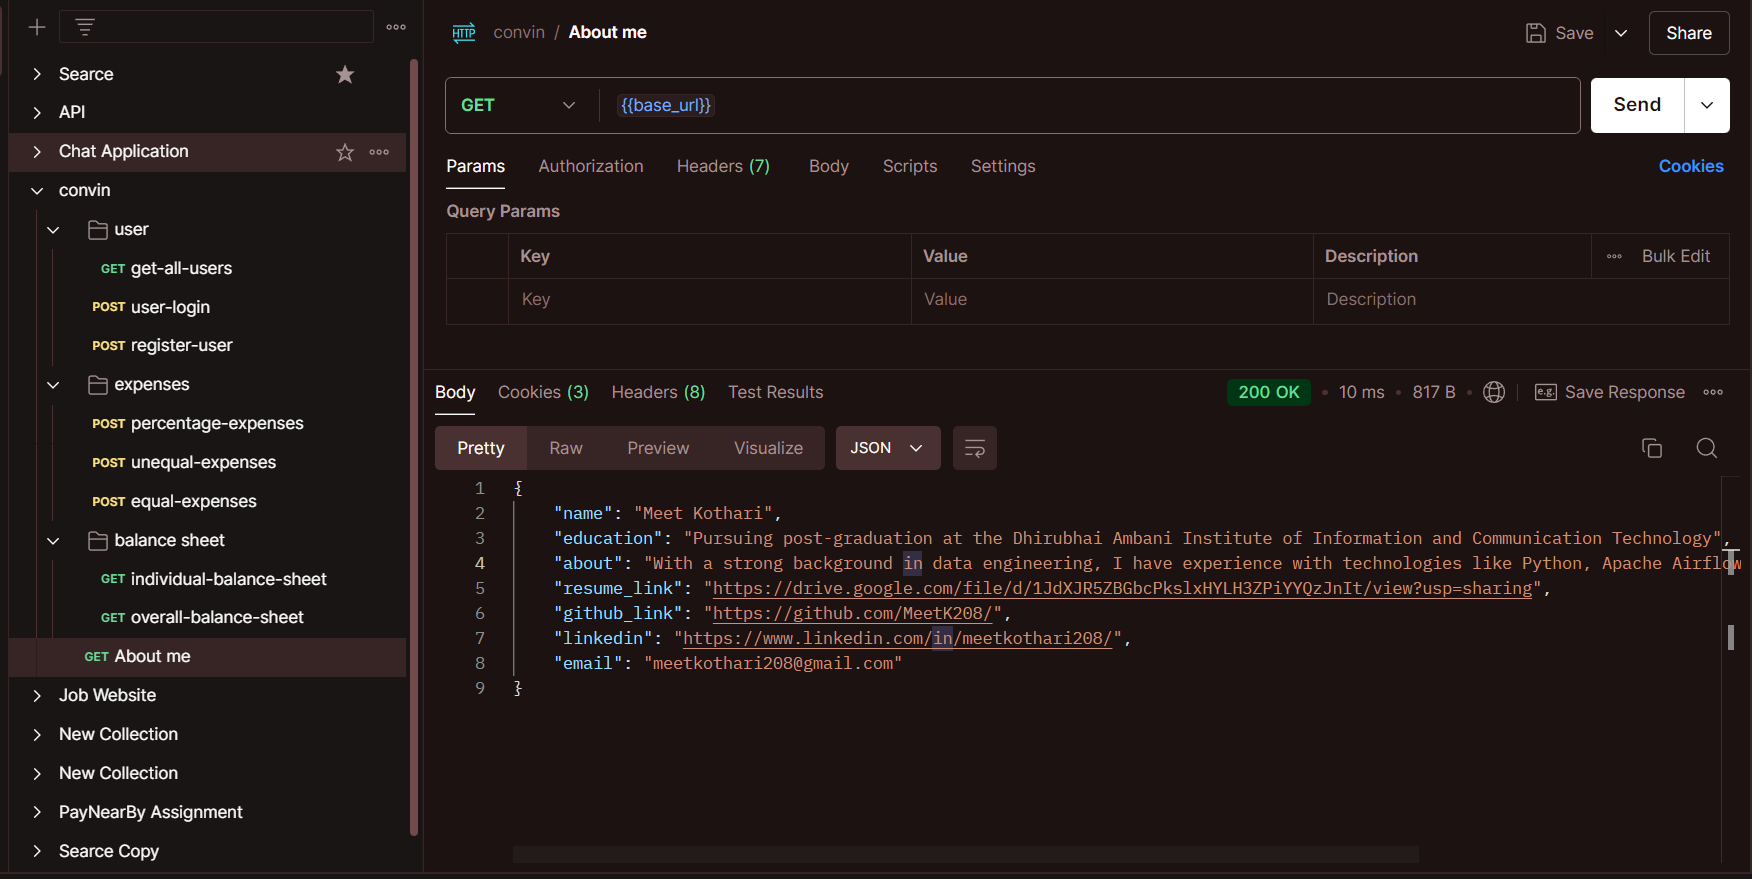 Searce
API
Chat Application
convin
user
GET get-all-users
POST user-login
POST register-user
expenses
POST percentage-expenses
POST unequal-expenses
POST equal-expenses
balance sheet
GET individual-balance-sheet
GET overall-balance-sheet
GET About me
Job Website
New Collection
New Collection
PayNearBy Assignment
Searce Copy
HTTP convin / About me
Save
Share
GET {{base_url}}
Send
Params Authorization Headers (7) Body Scripts Settings
Cookies
Query Params
Key Value Description
Bulk Edit
Key Value Description
Body Cookies (3) Headers (8) Test Results
200 OK • 10 ms • 817 B •
e.g. Save Response
Pretty Raw Preview Visualize
JSON
1 {
2 "name": "Meet Kothari",
3 "education": "Pursuing post-graduation at the Dhirubhai Ambani Institute of Information and Communication Technology",
4 "about": "With a strong background in data engineering, I have experience with technologies like Python, Apache Airflow
5 "resume_link": "https://drive.google.com/file/d/1JdXJR5ZBGbcPkslxHYLH3ZPiYYQzJnIt/view?usp=sharing",
6 "github_link": "https://github.com/MeetK208/",
7 "linkedin": "https://www.linkedin.com/in/meetkothari208/",
8 "email": "meetkothari208@gmail.com"
9 }